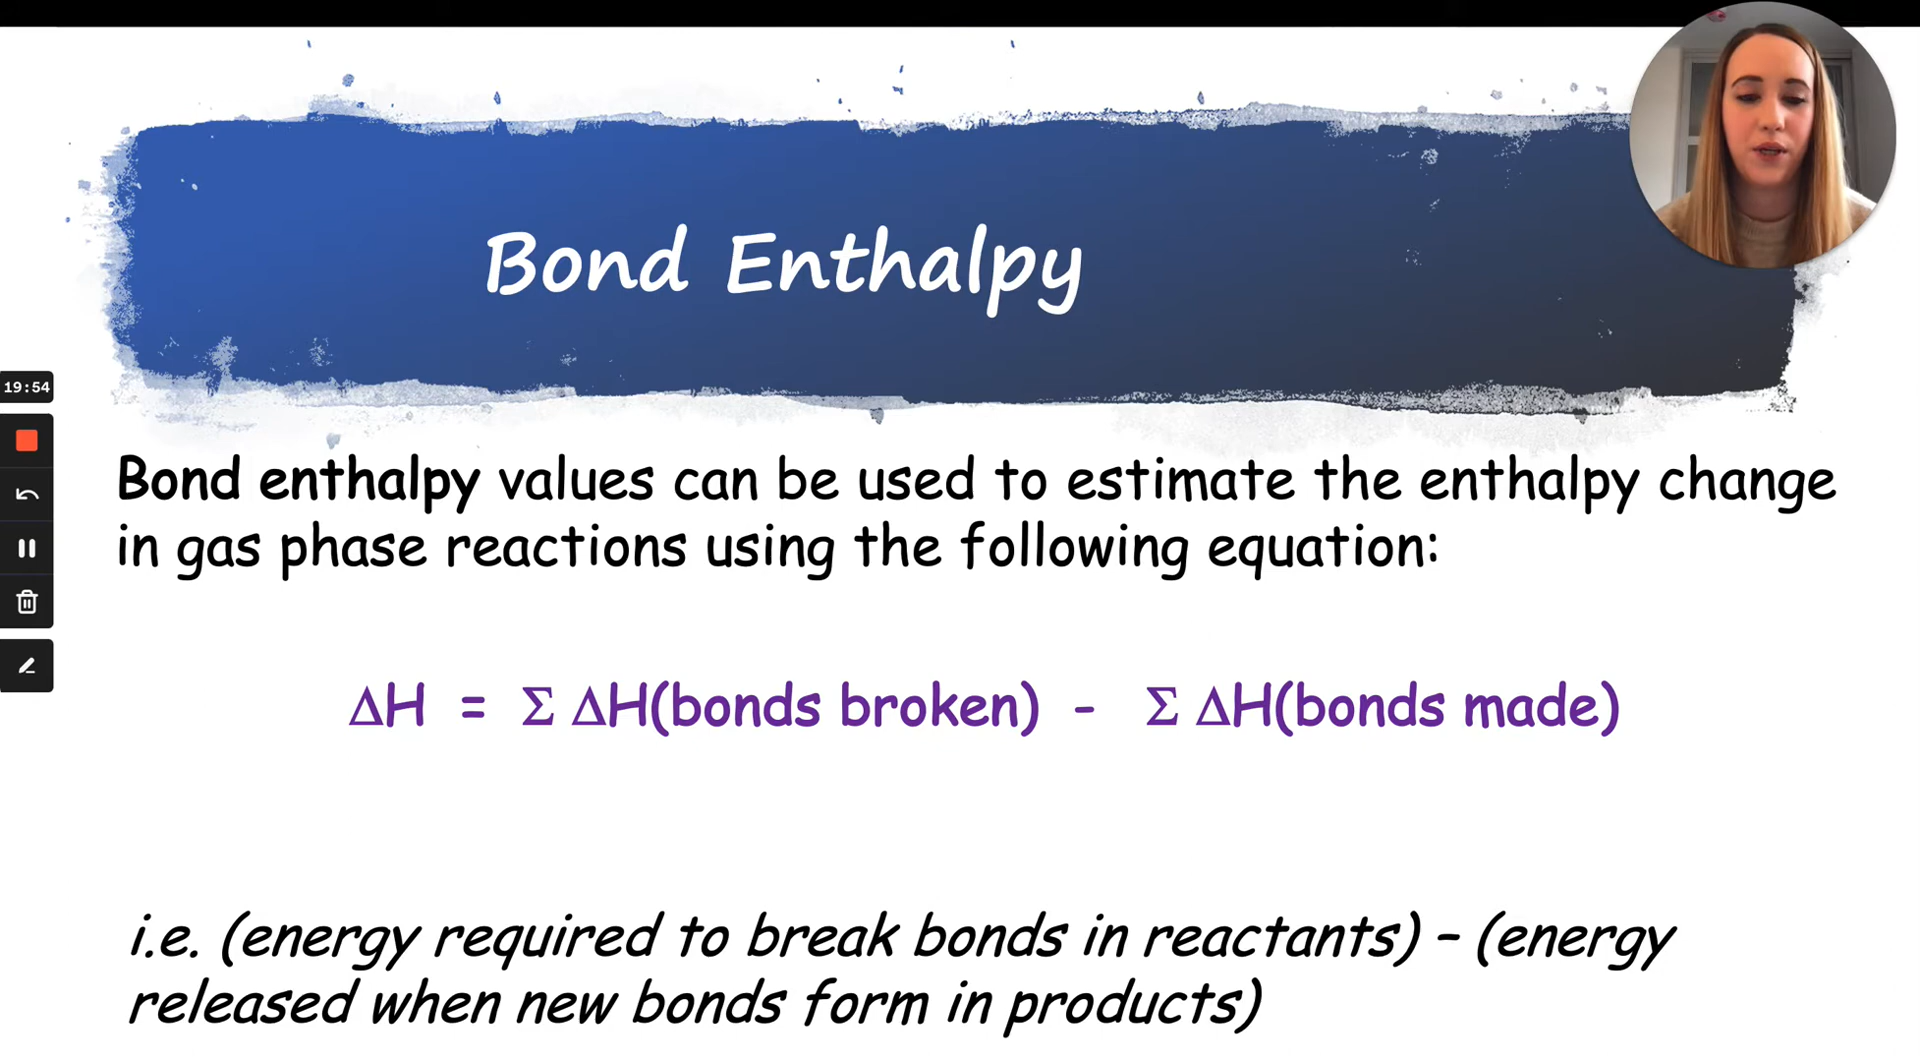 Bond Enthalpy
19:54
Bond enthalpy values can be used to estimate the enthalpy change
in gas phase reactions using the following equation:
ΔH = Σ ΔH(bonds broken) - Σ ΔH(bonds made)
i.e. (energy required to break bonds in reactants) – (energy
released when new bonds form in products)